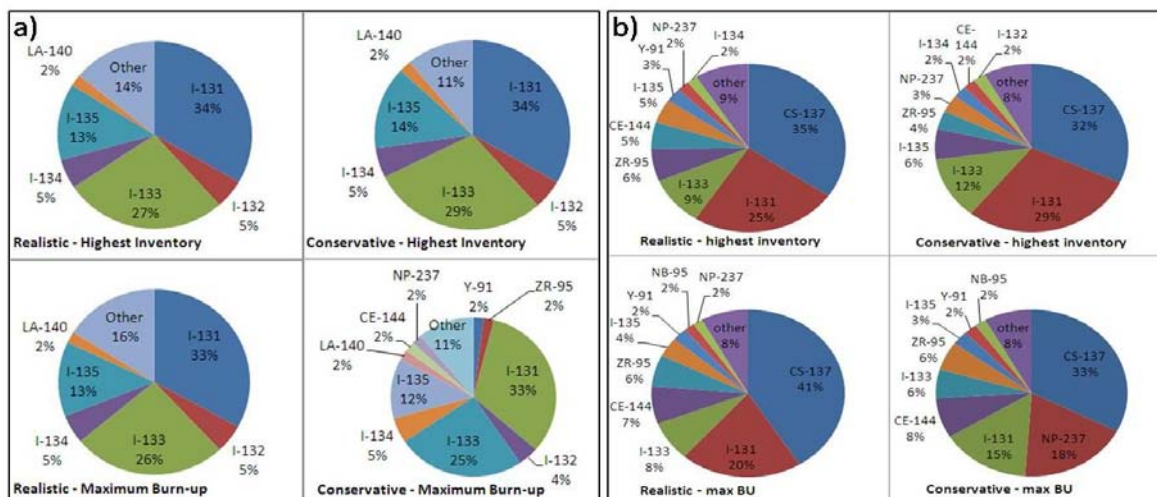 a)
LA-140
2%
Other
14%
I-131
34%
I-135
13%
I-134
5%
I-133
27%
I-132
5%
Realistic - Highest Inventory
LA-140
2%
Other
11%
I-131
34%
I-135
14%
I-134
5%
I-133
29%
I-132
5%
Conservative - Highest Inventory
LA-140
2%
Other
16%
I-131
33%
I-135
13%
I-134
5%
I-133
26%
I-132
5%
Realistic - Maximum Burn-up
NP-237
2%
Y-91
2%
ZR-95
2%
CE-144
2%
Other
11%
LA-140
2%
I-131
33%
I-135
12%
I-134
5%
I-133
25%
I-132
4%
Conservative - Maximum Burn-up
b)
NP-237
2%
I-134
2%
Y-91
3%
other
9%
I-135
5%
CS-137
35%
CE-144
5%
ZR-95
6%
I-133
9%
I-131
25%
Realistic - highest inventory
CE-
144
2%
I-132
2%
I-134
2%
other
8%
NP-237
3%
CS-137
32%
ZR-95
4%
I-135
6%
I-133
12%
I-131
29%
Conservative - highest inventory
NB-95
2%
NP-237
2%
Y-91
2%
other
8%
I-135
4%
CS-137
41%
ZR-95
6%
CE-144
7%
I-133
8%
I-131
20%
Realistic - max BU
NB-95
2%
Y-91
2%
I-135
3%
other
8%
ZR-95
6%
CS-137
33%
I-133
6%
CE-144
8%
I-131
15%
NP-237
18%
Conservative - max BU